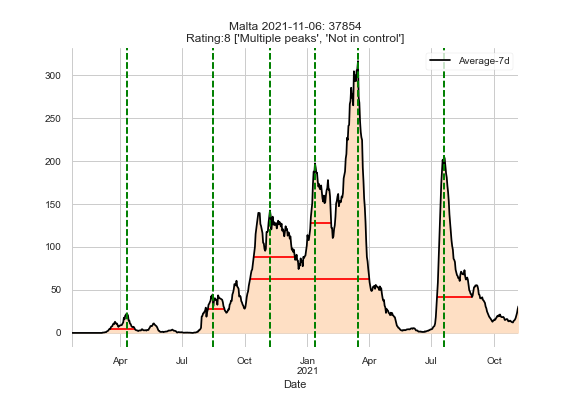 Malta 2021-11-06: 37854
Rating:8 ['Multiple peaks', 'Not in control']
Average-7d
300
250
200
150
100
50
0
Apr Jul Oct Jan Apr Jul Oct
2021
Date